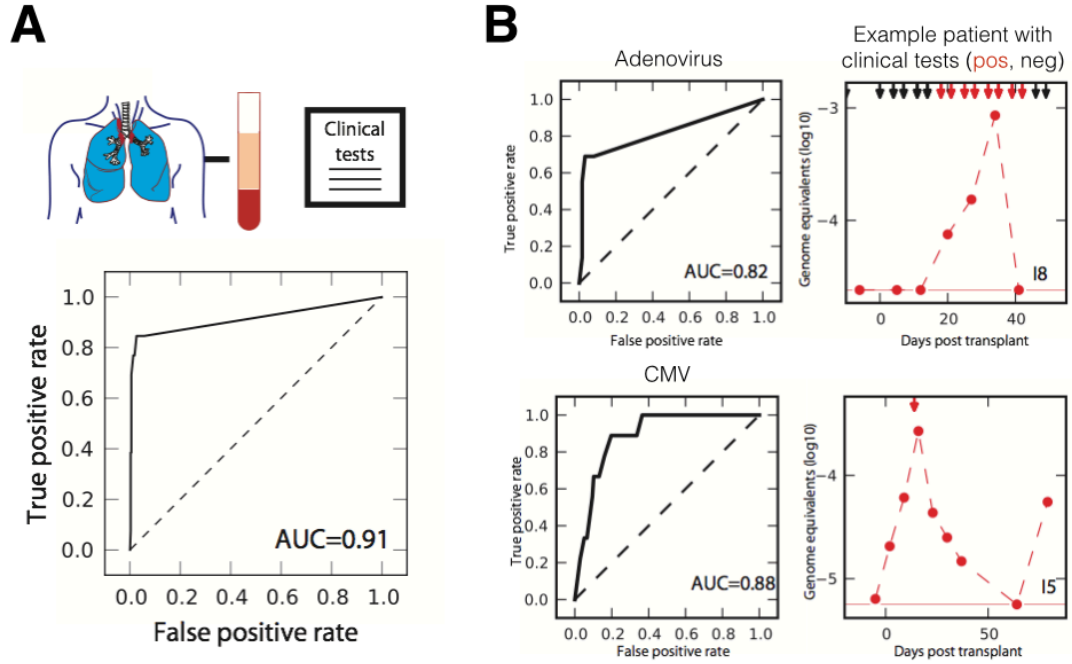 A
Clinical
tests
True positive rate
1.0
0.8
0.6
0.4
0.2
0.0
AUC=0.91
0.0 0.2 0.4 0.6 0.8 1.0
False positive rate
B
Adenovirus
True positive rate
1.0
0.8
0.6
0.4
0.2
0.0
AUC=0.82
0.0 0.2 0.4 0.6 0.8 1.0
False positive rate
Example patient with
clinical tests (pos, neg)
Genome equivalents (log10)
−3
−4
I8
0 20 40
Days post transplant
CMV
True positive rate
1.0
0.8
0.6
0.4
0.2
0.0
AUC=0.88
0.0 0.2 0.4 0.6 0.8 1.0
False positive rate
Genome equivalents (log10)
−4
−5
I5
0 50
Days post transplant